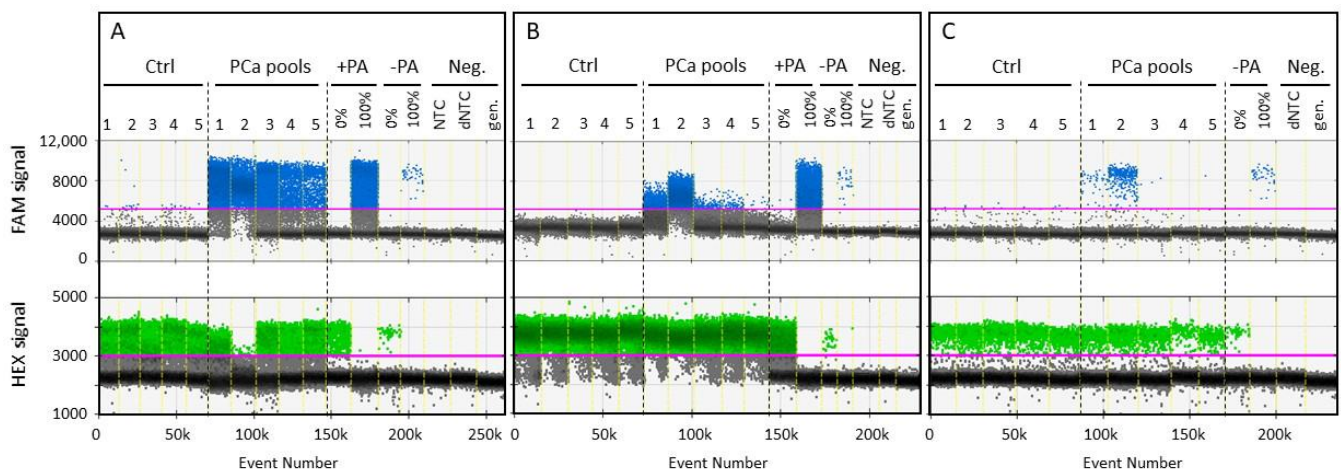 A
Ctrl PCa pools +PA -PA Neg.
1 2 3 4 5 1 2 3 4 5 0% 100% 0% 100% NTC dNTC gen.
B
Ctrl PCa pools +PA -PA Neg.
1 2 3 4 5 1 2 3 4 5 0% 100% 0% 100% NTC dNTC gen.
C
Ctrl PCa pools -PA Neg.
1 2 3 4 5 1 2 3 4 5 0% 100% NTC dNTC gen.
FAM signal
12,000
8000
4000
0
HEX signal
5000
3000
1000
0 50k 100k 150k 200k 250k
Event Number
0 50k 100k 150k 200k
Event Number
0 50k 100k 150k 200k
Event Number